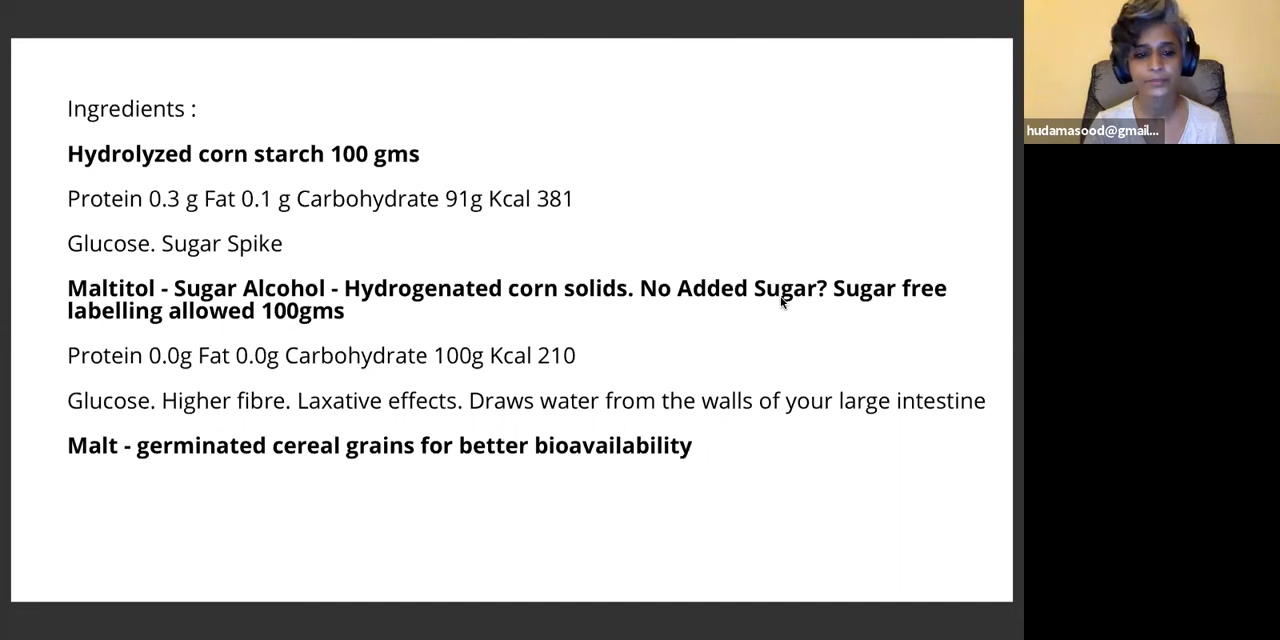 Ingredients :
Hydrolyzed corn starch 100 gms
Protein 0.3 g Fat 0.1 g Carbohydrate 91g Kcal 381
Glucose. Sugar Spike
Maltitol - Sugar Alcohol - Hydrogenated corn solids. No Added Sugar? Sugar free
labelling allowed 100gms
Protein 0.0g Fat 0.0g Carbohydrate 100g Kcal 210
Glucose. Higher fibre. Laxative effects. Draws water from the walls of your large intestine
Malt - germinated cereal grains for better bioavailability
hudamasood@gmail...